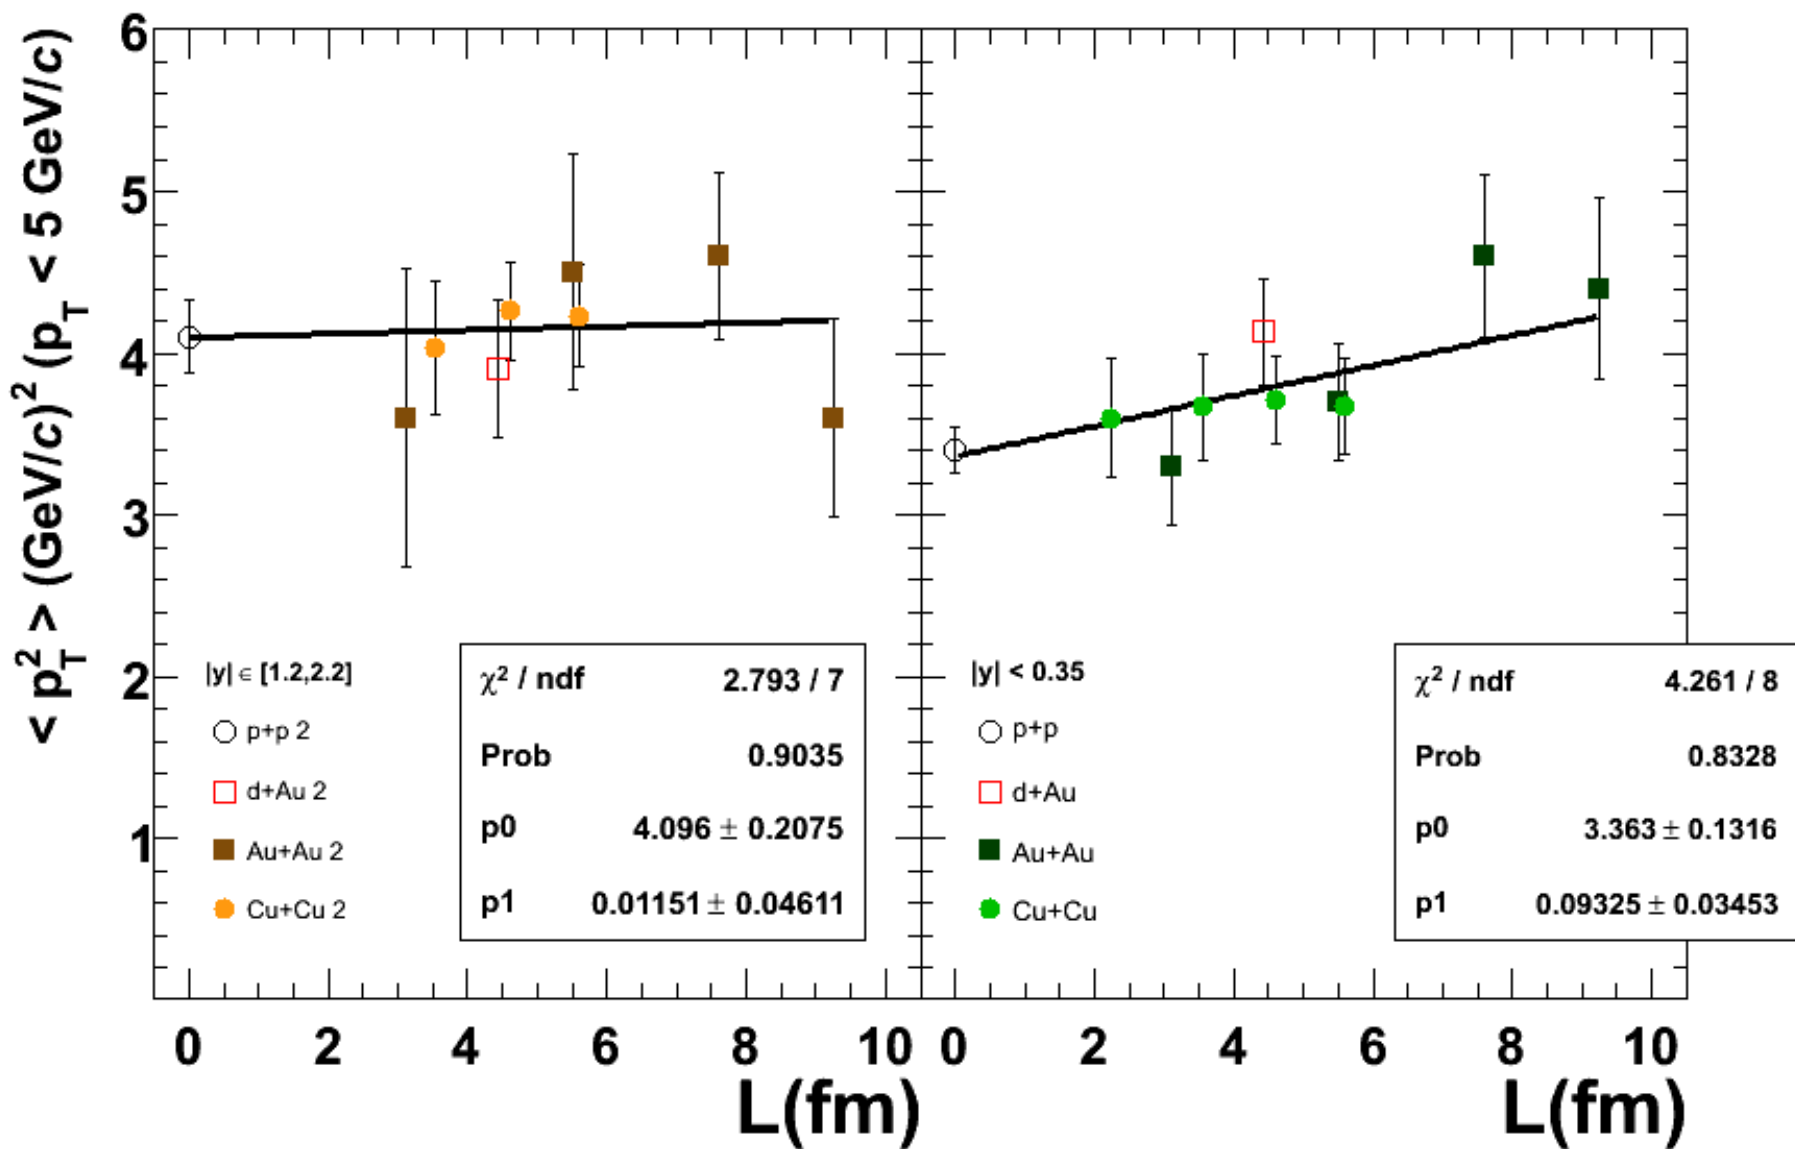 < p_T^2 > (GeV/c)^2 (p_T < 5 GeV/c)
6
5
4
3
2
1
|y| ∈ [1.2,2.2]
p+p 2
d+Au 2
Au+Au 2
Cu+Cu 2
χ² / ndf 2.793 / 7
Prob 0.9035
p0 4.096 ± 0.2075
p1 0.01151 ± 0.04611
0 2 4 6 8 10
L(fm)
|y| < 0.35
p+p
d+Au
Au+Au
Cu+Cu
χ² / ndf 4.261 / 8
Prob 0.8328
p0 3.363 ± 0.1316
p1 0.09325 ± 0.03453
0 2 4 6 8 10
L(fm)